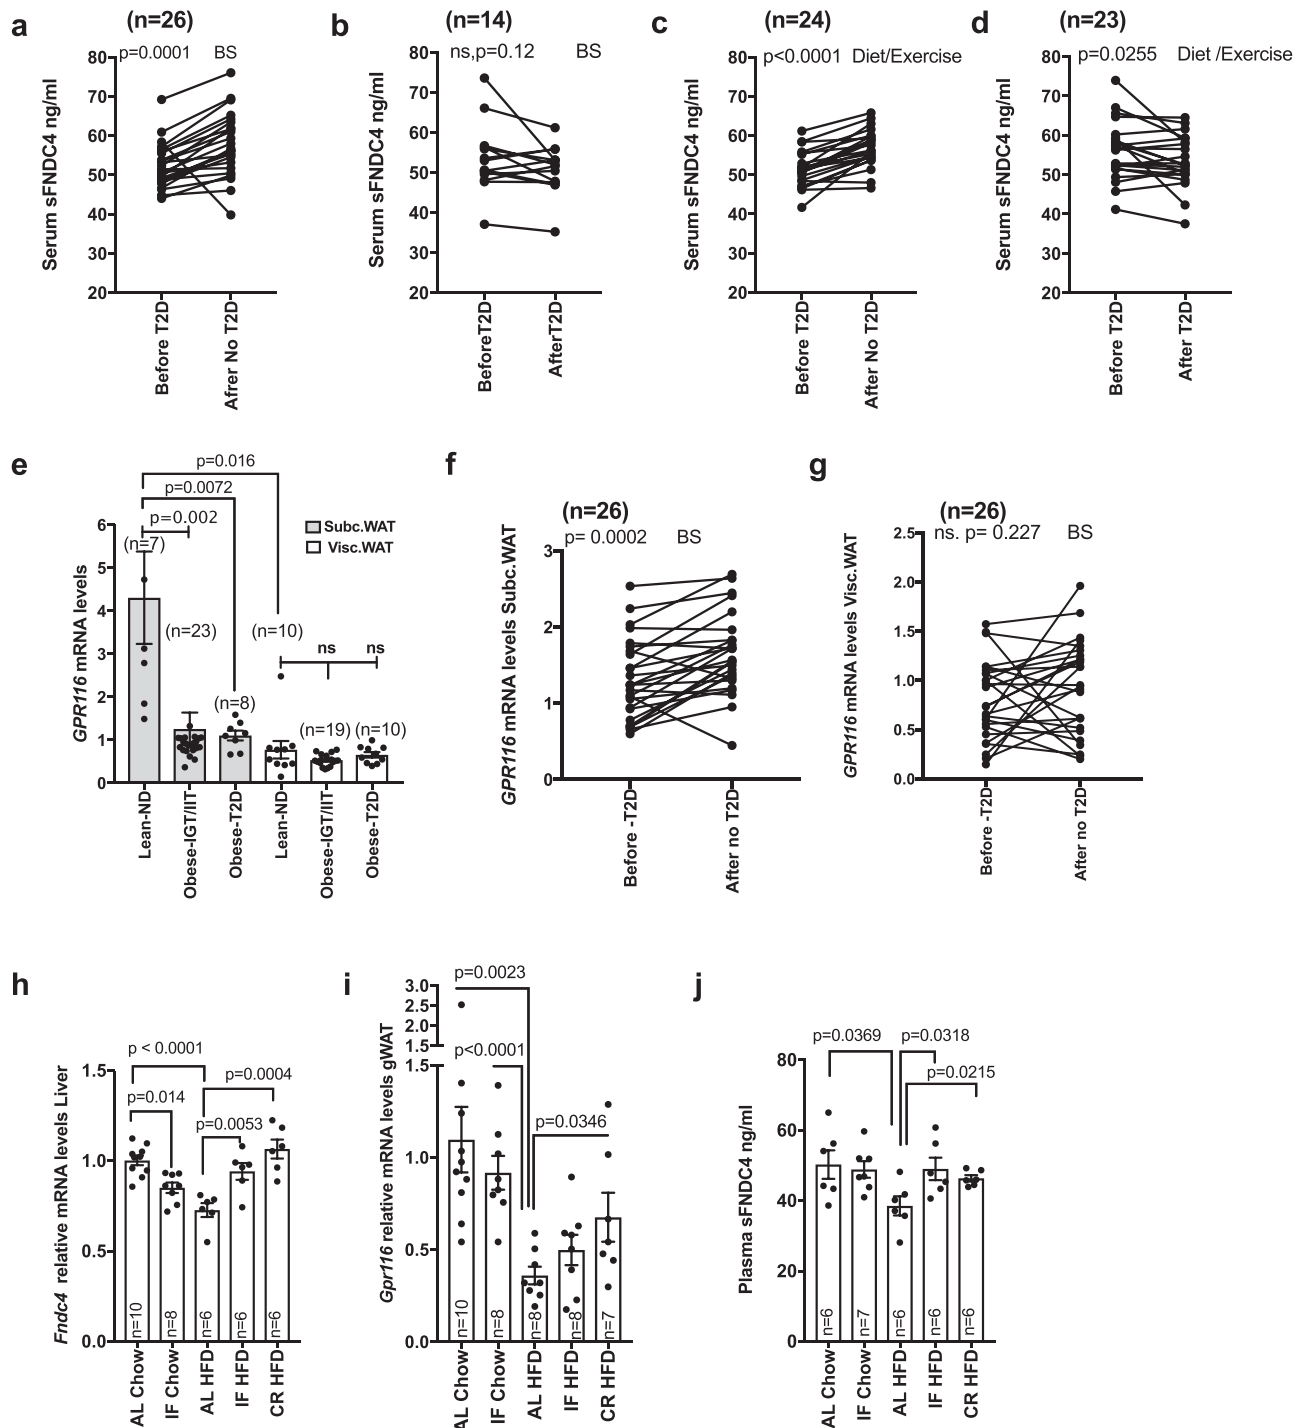 a
(n=26)
p=0.0001 BS
Serum sFNDC4 ng/ml
80
70
60
50
40
30
20
Before T2D
Afrer No T2D
b
(n=14)
ns,p=0.12 BS
Serum sFNDC4 ng/ml
80
70
60
50
40
30
20
BeforeT2D
AfterT2D
c
(n=24)
p<0.0001 Diet/Exercise
Serum sFNDC4 ng/ml
80
70
60
50
40
30
20
Before T2D
After No T2D
d
(n=23)
p=0.0255 Diet /Exercise
Serum sFNDC4 ng/ml
80
70
60
50
40
30
20
Before T2D
After T2D
e
p=0.016
p=0.0072
p=0.002
Subc.WAT
Visc.WAT
GPR116 mRNA levels
6
5
4
3
2
1
0
(n=7)
(n=23)
(n=8)
(n=10)
ns ns
(n=19)
(n=10)
Lean-ND
Obese-IGT/IIT
Obese-T2D
Lean-ND
Obese-IGT/IIT
Obese-T2D
f
(n=26)
p= 0.0002 BS
GPR116 mRNA levels Subc.WAT
3
2
1
0
Before -T2D
After no T2D
g
(n=26)
ns. p= 0.227 BS
GPR116 mRNA levels Visc.WAT
2.5
2.0
1.5
1.0
0.5
0.0
Before -T2D
After no T2D
h
p < 0.0001
p=0.014
p=0.0004
p=0.0053
Fndc4 relative mRNA levels Liver
1.5
1.0
0.5
0.0
n=10
n=8
n=6
n=6
n=6
AL Chow
IF Chow
AL HFD
IF HFD
CR HFD
i
p=0.0023
p<0.0001
p=0.0346
Gpr116 relative mRNA levels gWAT
3.0
2.5
2.0
1.5
1.5
1.0
0.5
0.0
n=10
n=8
n=8
n=8
n=7
AL Chow
IF Chow
AL HFD
IF HFD
CR HFD
j
p=0.0369
p=0.0318
p=0.0215
Plasma sFNDC4 ng/ml
80
60
40
20
0
n=6
n=7
n=6
n=6
n=6
AL Chow
IF Chow
AL HFD
IF HFD
CR HFD